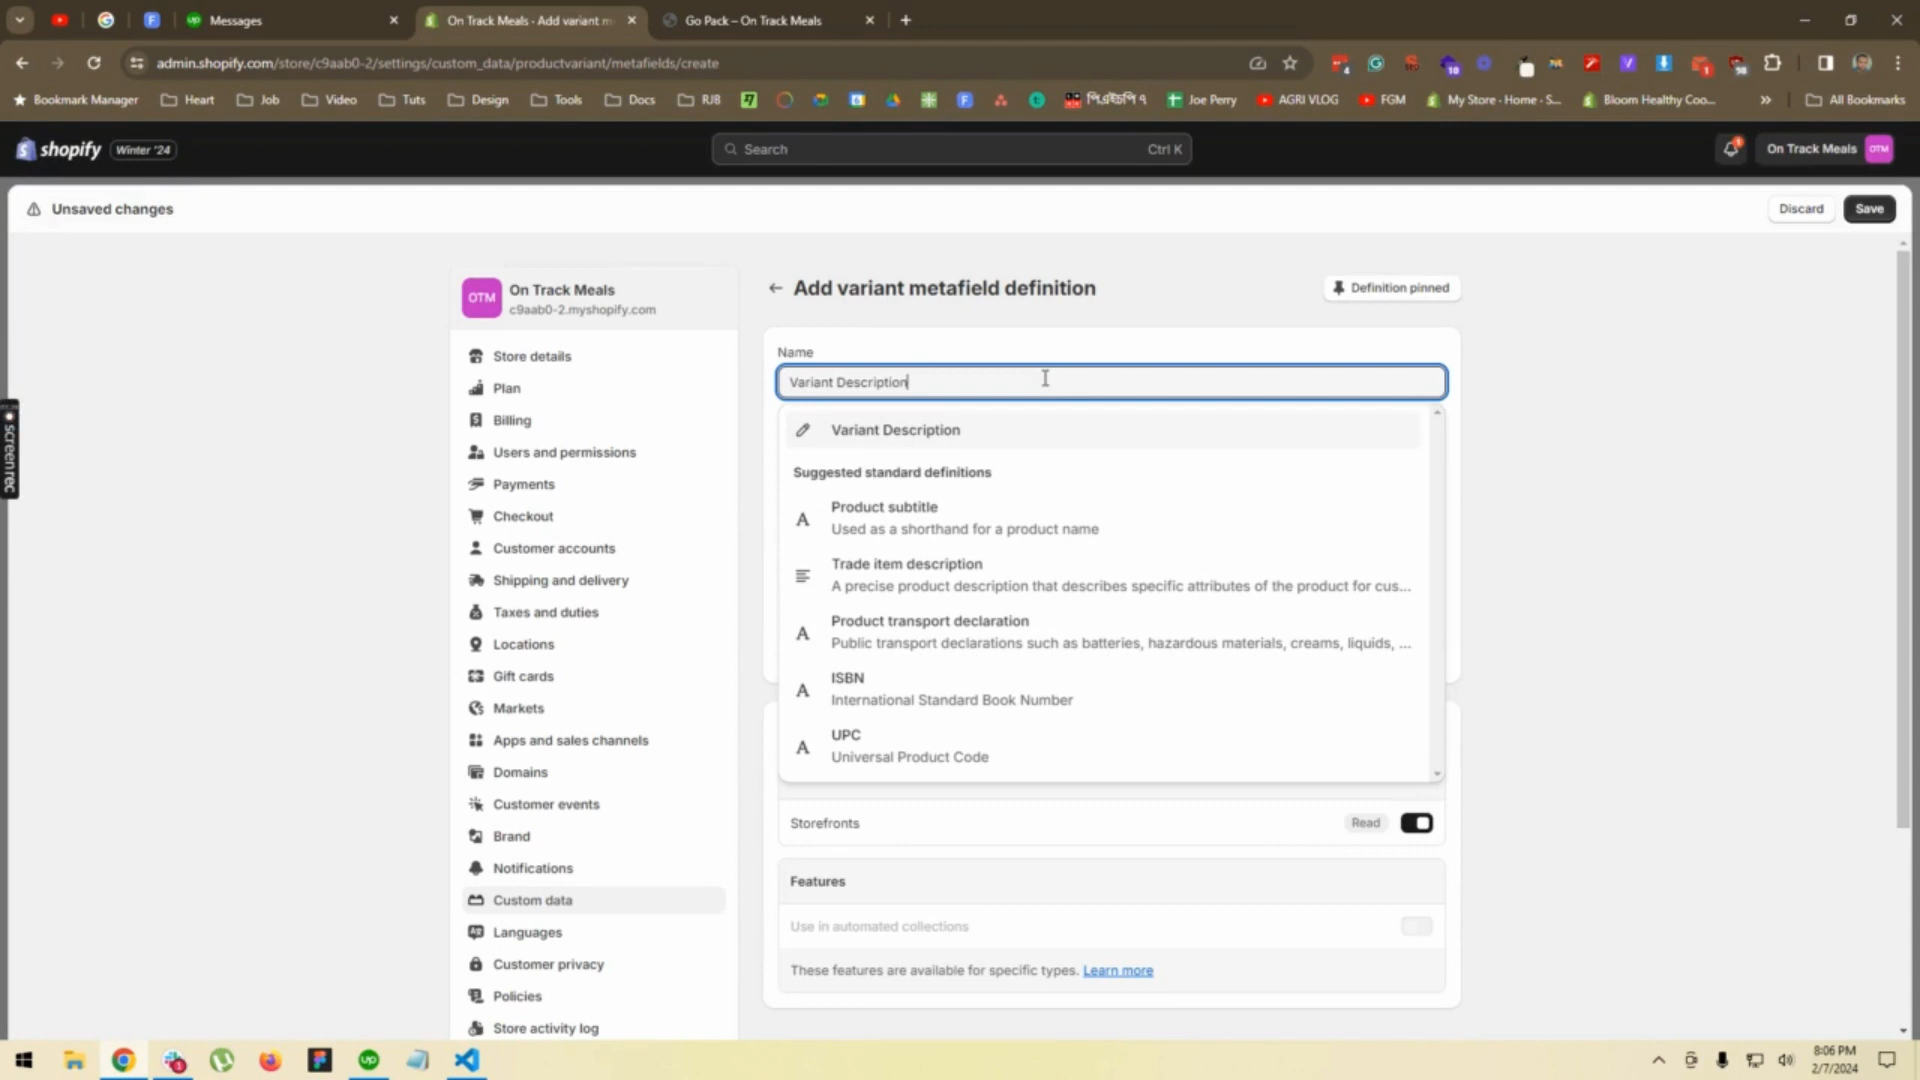 Messages
On Track Meals · Add variant m
Go Pack – On Track Meals
admin.shopify.com/store/c9aab0-2/settings/custom_data/productvariant/metafields/create
Bookmark Manager
Heart
Job
Video
Tuts
Design
Tools
Docs
RJB
Joe Perry
AGRI VLOG
FGM
My Store · Home · S...
Bloom Healthy Coo...
All Bookmarks
shopify
Winter '24
Search
Ctrl K
On Track Meals
OTM
Unsaved changes
Discard
Save
OTM
On Track Meals
c9aab0-2.myshopify.com
Store details
Plan
Billing
Users and permissions
Payments
Checkout
Customer accounts
Shipping and delivery
Taxes and duties
Locations
Gift cards
Markets
Apps and sales channels
Domains
Customer events
Brand
Notifications
Custom data
Languages
Customer privacy
Policies
Store activity log
Add variant metafield definition
Definition pinned
Name
Variant Description
Variant Description
Suggested standard definitions
Product subtitle
Used as a shorthand for a product name
Trade item description
A precise product description that describes specific attributes of the product for cus...
Product transport declaration
Public transport declarations such as batteries, hazardous materials, creams, liquids, ...
ISBN
International Standard Book Number
UPC
Universal Product Code
Storefronts
Read
Features
Use in automated collections
These features are available for specific types. Learn more
screenrec
8:06 PM
2/7/2024